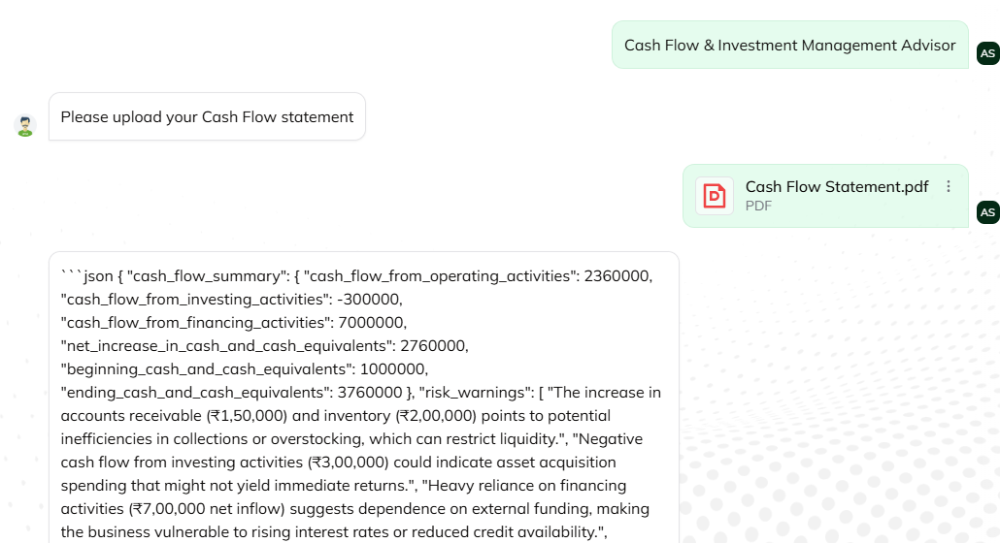 Cash Flow & Investment Management Advisor
AS
Please upload your Cash Flow statement
Cash Flow Statement.pdf
PDF
AS
```json { "cash_flow_summary": { "cash_flow_from_operating_activities": 2360000,
"cash_flow_from_investing_activities": -300000,
"cash_flow_from_financing_activities": 7000000,
"net_increase_in_cash_and_cash_equivalents": 2760000,
"beginning_cash_and_cash_equivalents": 1000000,
"ending_cash_and_cash_equivalents": 3760000 }, "risk_warnings": [ "The increase in
accounts receivable (₹1,50,000) and inventory (₹2,00,000) points to potential
inefficiencies in collections or overstocking, which can restrict liquidity.", "Negative
cash flow from investing activities (₹3,00,000) could indicate asset acquisition
spending that might not yield immediate returns.", "Heavy reliance on financing
activities (₹7,00,000 net inflow) suggests dependence on external funding, making
the business vulnerable to rising interest rates or reduced credit availability.",